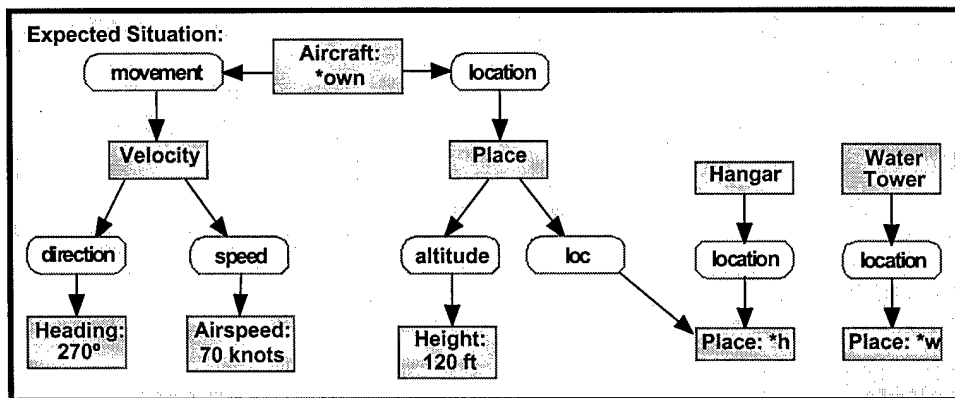 Expected Situation:
Aircraft:
*own
movement
location
Velocity
Place
Hangar
Water
Tower
direction
speed
altitude
loc
location
location
Heading:
270º
Airspeed:
70 knots
Height:
120 ft
Place: *h
Place: *w